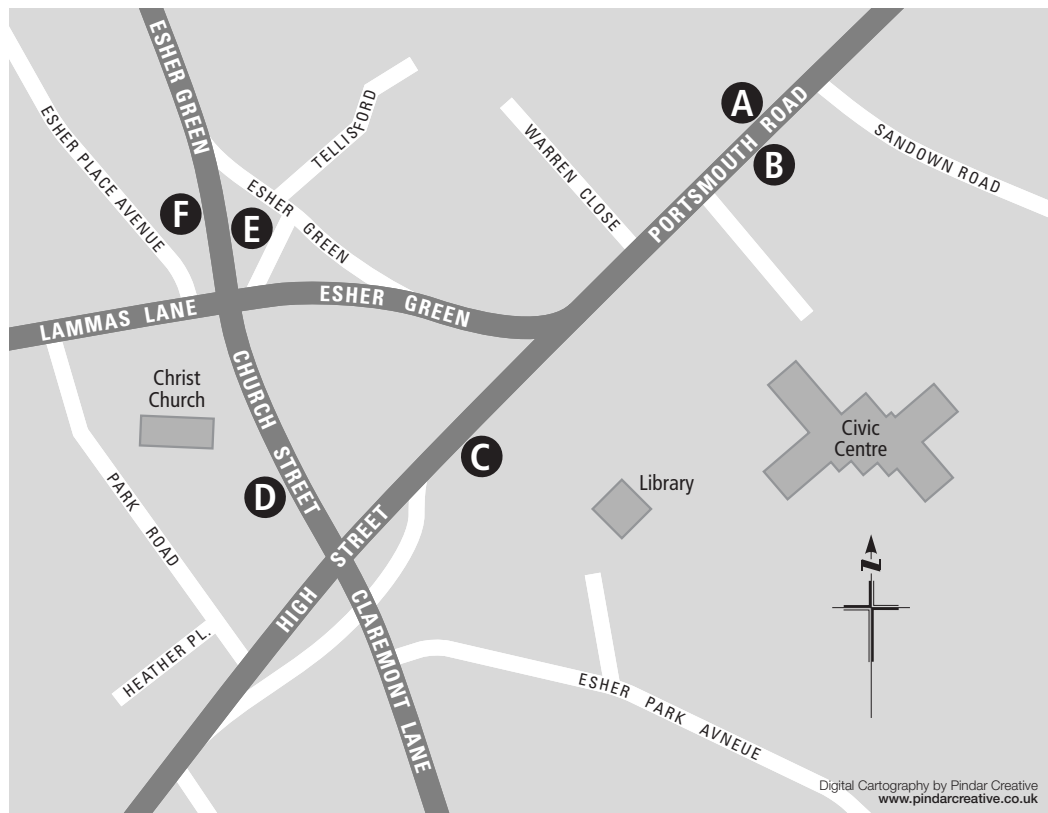 ESHER GREEN
ESHER PLACE AVENUE
TELLISFORD
ESHER GREEN
WARREN CLOSE
A
B
PORTSMOUTH ROAD
SANDOWN ROAD
F
E
LAMMAS LANE
ESHER GREEN
Christ
Church
CHURCH STREET
C
D
Library
Civic
Centre
PARK ROAD
HIGH STREET
HEATHER PL.
CLAREMONT LANE
ESHER PARK AVNEUE
N
Digital Cartography by Pindar Creative
www.pindarcreative.co.uk